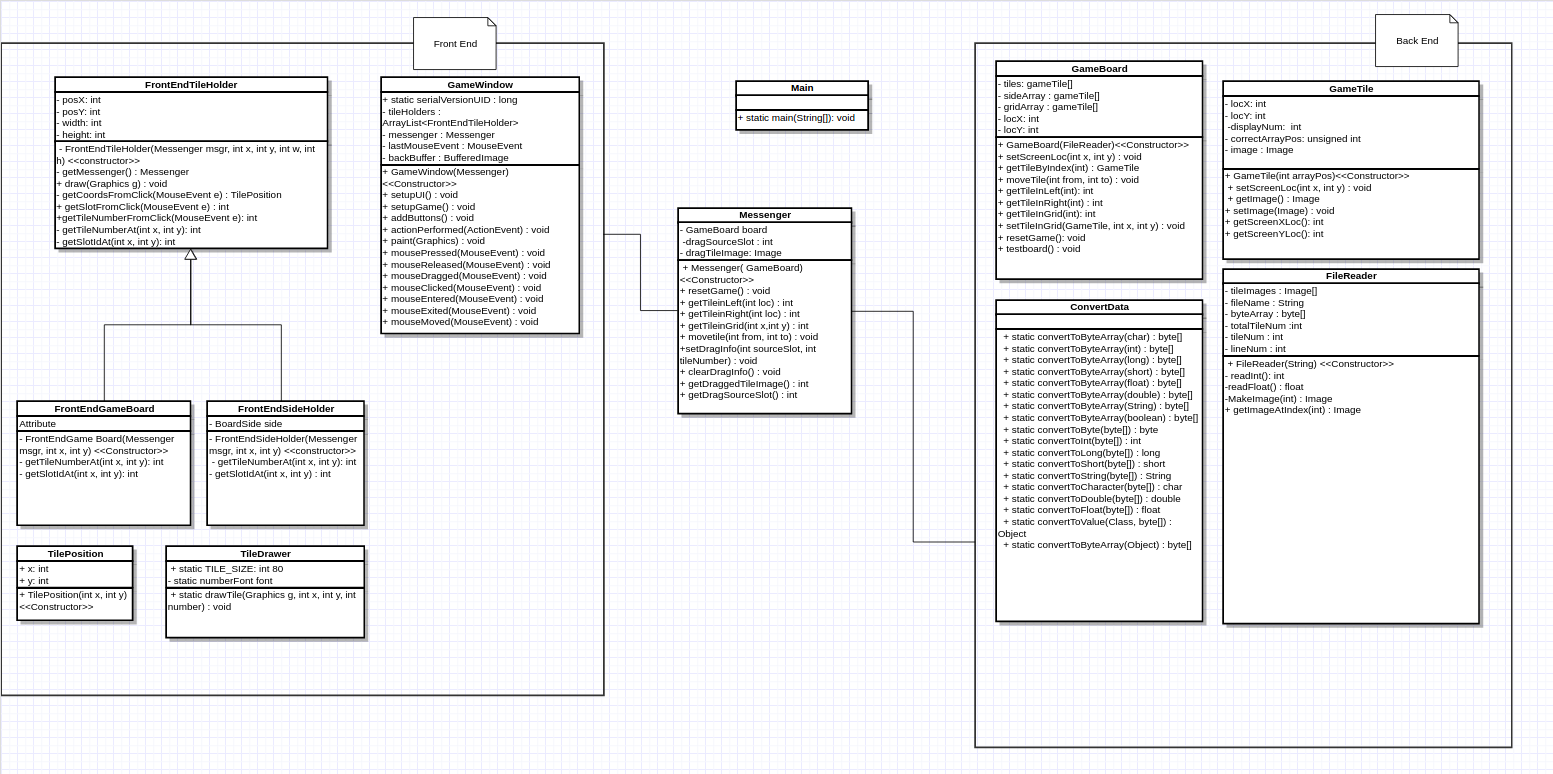 Front End
FrontEndTileHolder
- posX: int
- posY: int
- width: int
- height: int
- FrontEndTileHolder(Messenger msgr, int x, int y, int w, int
h) <<constructor>>
- getMessenger() : Messenger
+ draw(Graphics g) : void
- getCoordsFromClick(MouseEvent e) : TilePosition
+ getSlotFromClick(MouseEvent e) : int
+getTileNumberFromClick(MouseEvent e): int
- getTileNumberAt(int x, int y): int
- getSlotIdAt(int x, int y): int
GameWindow
+ static serialVersionUID : long
- tileHolders :
ArrayList<FrontEndTileHolder>
- messenger : Messenger
- lastMouseEvent : MouseEvent
- backBuffer : BufferedImage
+ GameWindow(Messenger)
<<Constructor>>
+ setupUI() : void
+ setupGame() : void
+ addButtons() : void
+ actionPerformed(ActionEvent) : void
+ paint(Graphics) : void
+ mousePressed(MouseEvent) : void
+ mouseReleased(MouseEvent) : void
+ mouseDragged(MouseEvent) : void
+ mouseClicked(MouseEvent) : void
+ mouseEntered(MouseEvent) : void
+ mouseExited(MouseEvent) : void
+ mouseMoved(MouseEvent) : void
FrontEndGameBoard
Attribute
- FrontEndGame Board(Messenger
msgr, int x, int y) <<Constructor>>
- getTileNumberAt(int x, int y): int
- getSlotIdAt(int x, int y): int
FrontEndSideHolder
- BoardSide side
- FrontEndSideHolder(Messenger
msgr, int x, int y) <<constructor>>
- getTileNumberAt(int x, int y): int
- getSlotIdAt(int x, int y) : int
TilePosition
+ x: int
+ y: int
+ TilePosition(int x, int y)
<<Constructor>>
TileDrawer
+ static TILE_SIZE: int 80
- static numberFont font
+ static drawTile(Graphics g, int x, int y, int
number) : void
Main
+ static main(String[]): void
Messenger
- GameBoard board
-dragSourceSlot : int
- dragTileImage: Image
+ Messenger( GameBoard)
<<Constructor>>
+ resetGame() : void
+ getTileinLeft(int loc) : int
+ getTileinRight(int loc) : int
+ getTileinGrid(int x,int y) : int
+ movetile(int from, int to) : void
+setDragInfo(int sourceSlot, int
tileNumber) : void
+ clearDragInfo() : void
+ getDraggedTileImage() : int
+ getDragSourceSlot() : int
Back End
GameBoard
- tiles: gameTile[]
- sideArray : gameTile[]
- gridArray : gameTile[]
- locX: int
- locY: int
+ GameBoard(FileReader)<<Constructor>>
+ setScreenLoc(int x, int y) : void
+ getTileByIndex(int) : GameTile
+ moveTile(int from, int to) : void
+ getTileInLeft(int): int
+ getTileInRight(int) : int
+ getTileInGrid(int): int
+ setTileInGrid(GameTile, int x, int y) : void
+ resetGame(): void
+ testboard() : void
GameTile
- locX: int
- locY: int
-displayNum: int
- correctArrayPos: unsigned int
- image : Image
+ GameTile(int arrayPos)<<Constructor>>
+ setScreenLoc(int x, int y) : void
+ getImage() : Image
+ setImage(Image) : void
+ getScreenXLoc(): int
+ getScreenYLoc(): int
ConvertData
+ static convertToByteArray(char) : byte[]
+ static convertToByteArray(int) : byte[]
+ static convertToByteArray(long) : byte[]
+ static convertToByteArray(short) : byte[]
+ static convertToByteArray(float) : byte[]
+ static convertToByteArray(double) : byte[]
+ static convertToByteArray(String) : byte[]
+ static convertToByteArray(boolean) : byte[]
+ static convertToByte(byte[]) : byte
+ static convertToInt(byte[]) : int
+ static convertToLong(byte[]) : long
+ static convertToShort(byte[]) : short
+ static convertToString(byte[]) : String
+ static convertToCharacter(byte[]) : char
+ static convertToDouble(byte[]) : double
+ static convertToFloat(byte[]) : float
+ static convertToValue(Class, byte[]) :
Object
+ static convertToByteArray(Object) : byte[]
FileReader
- tileImages : Image[]
- fileName : String
- byteArray : byte[]
- totalTileNum :int
- tileNum : int
- lineNum : int
+ FileReader(String) <<Constructor>>
- readInt(): int
-readFloat() : float
-MakeImage(int) : Image
+ getImageAtIndex(int) : Image